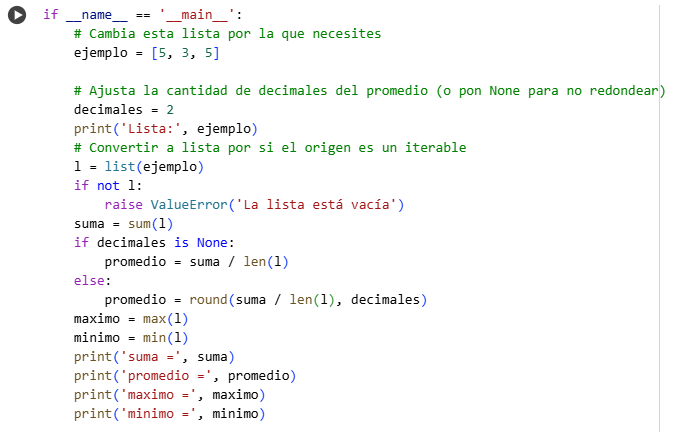 if __name__ == '__main__':
    # Cambia esta lista por la que necesites
    ejemplo = [5, 3, 5]

    # Ajusta la cantidad de decimales del promedio (o pon None para no redondear)
    decimales = 2
    print('Lista:', ejemplo)
    # Convertir a lista por si el origen es un iterable
    l = list(ejemplo)
    if not l:
        raise ValueError('La lista está vacía')
    suma = sum(l)
    if decimales is None:
        promedio = suma / len(l)
    else:
        promedio = round(suma / len(l), decimales)
    maximo = max(l)
    minimo = min(l)
    print('suma =', suma)
    print('promedio =', promedio)
    print('maximo =', maximo)
    print('minimo =', minimo)